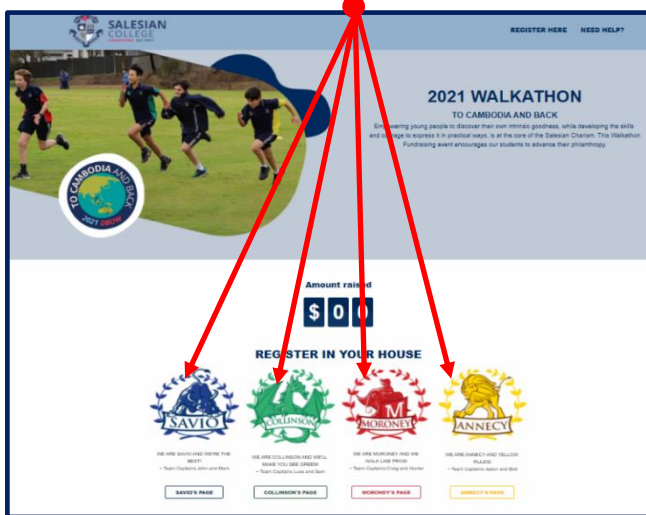 SALESIAN
COLLEGE
REGISTER HERE NEED HELP?
2021 WALKATHON
TO CAMBODIA AND BACK
Empowering young people to discover their own intrinsic goodness, while developing the skills
and courage to express it in practical ways, is at the core of the Salesian Charism. This Walkathon
Fundraising event encourages our students to advance their philanthropy.
TO CAMBODIA AND BACK
2021 DBOW
Amount raised
$ 0 0
REGISTER IN YOUR HOUSE
SAVIO
COLLINSON
M
MORONEY
ANNECY
WE ARE SAVIO AND WE'RE THE
BEST!
~ Team Captains John and Mark
WE ARE COLLINSON AND WE'LL
MAKE YOU SEE GREEN!
~ Team Captains Luke and Sam
WE ARE MORONEY AND WE
WALK LIKE PROS!
~ Team Captains Craig and Hunter
WE ARE ANNECY AND YELLOW
RULES!
~ Team Captains Jason and Bob
SAVIO'S PAGE
COLLINSON'S PAGE
MORONEY'S PAGE
ANNECY'S PAGE